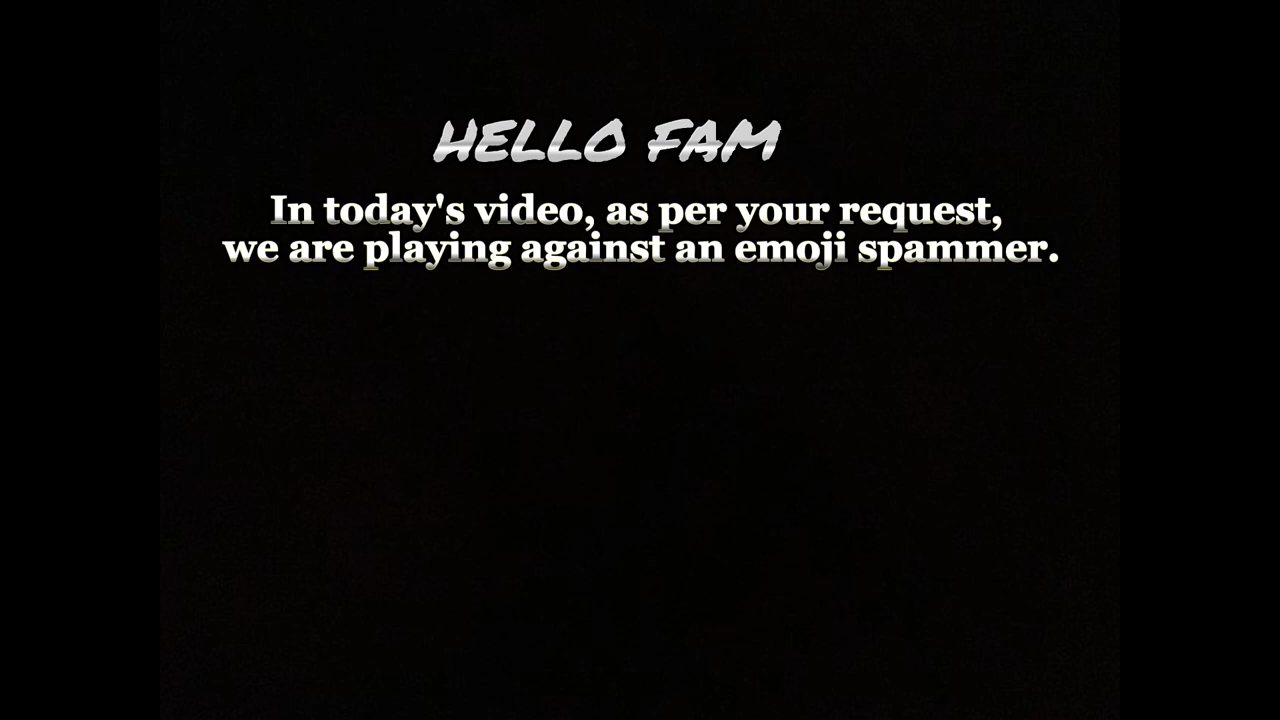 HELLO FAM
In today's video, as per your request,
we are playing against an emoji spammer.